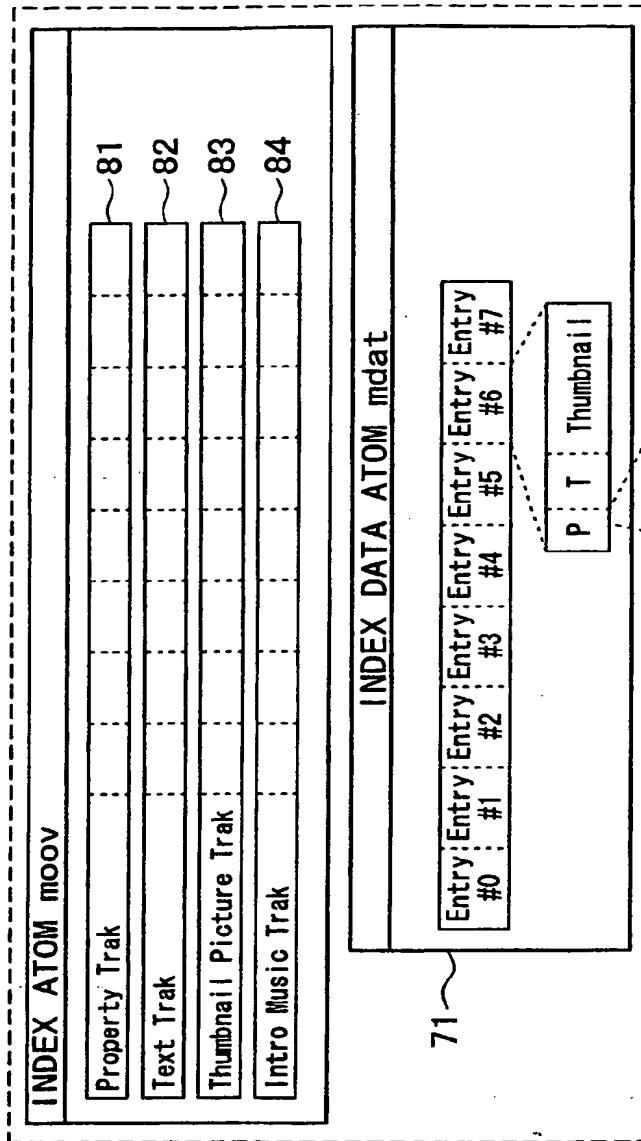 INDEX ATOM moov
Property Trak
81
Text Trak
82
Thumbnail Picture Trak
83
Intro Music Trak
84
INDEX DATA ATOM mdat
71
Entry Entry Entry Entry Entry Entry Entry Entry
#0 #1 #2 #3 #4 #5 #6 #7
P T Thumbnail